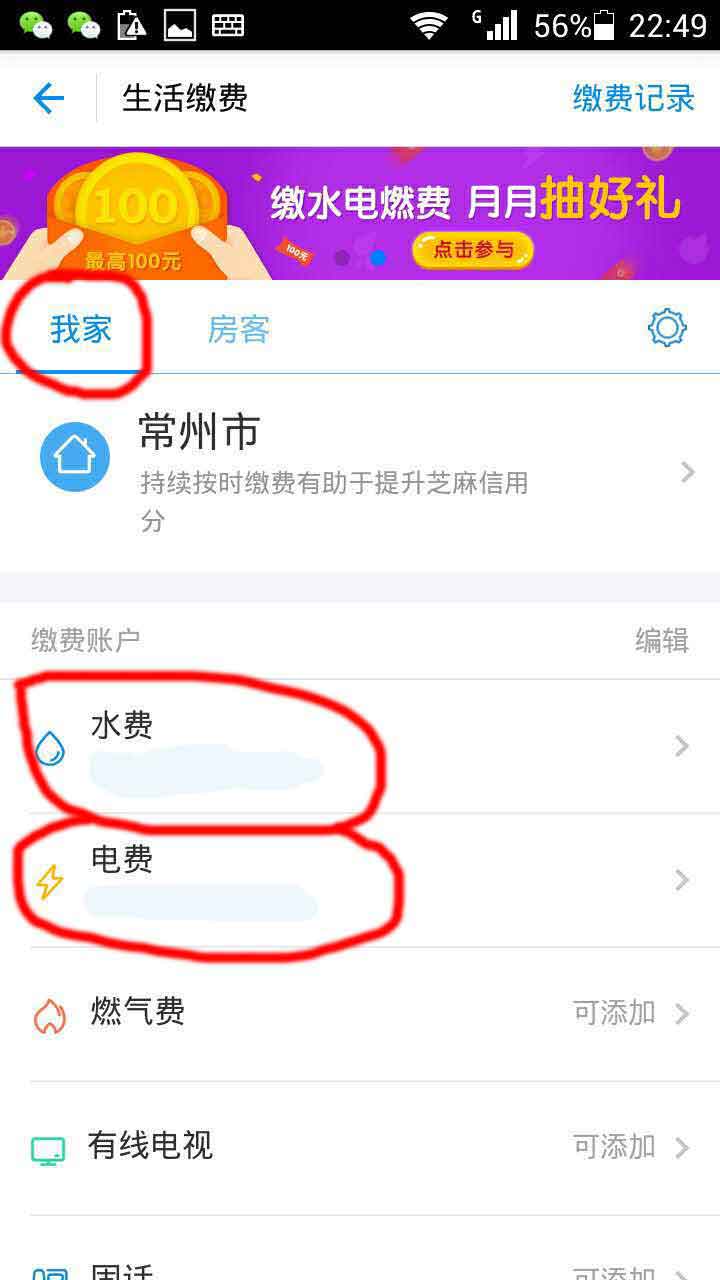 G 56% 22:49
生活缴费 缴费记录
100
最高100元
缴水电燃费 月月抽好礼
100元
点击参与
我家 房客
常州市
持续按时缴费有助于提升芝麻信用
分
缴费账户 编辑
水费
电费
燃气费 可添加
有线电视 可添加
固话 可添加